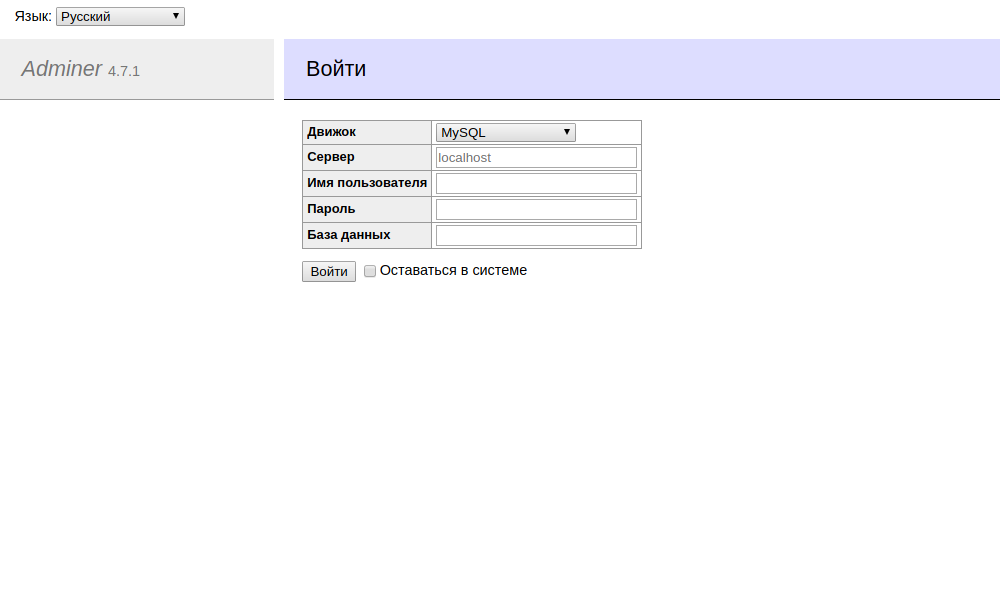 Язык: Русский
Adminer 4.7.1
Войти
Движок MySQL
Сервер localhost
Имя пользователя
Пароль
База данных
Войти Оставаться в системе